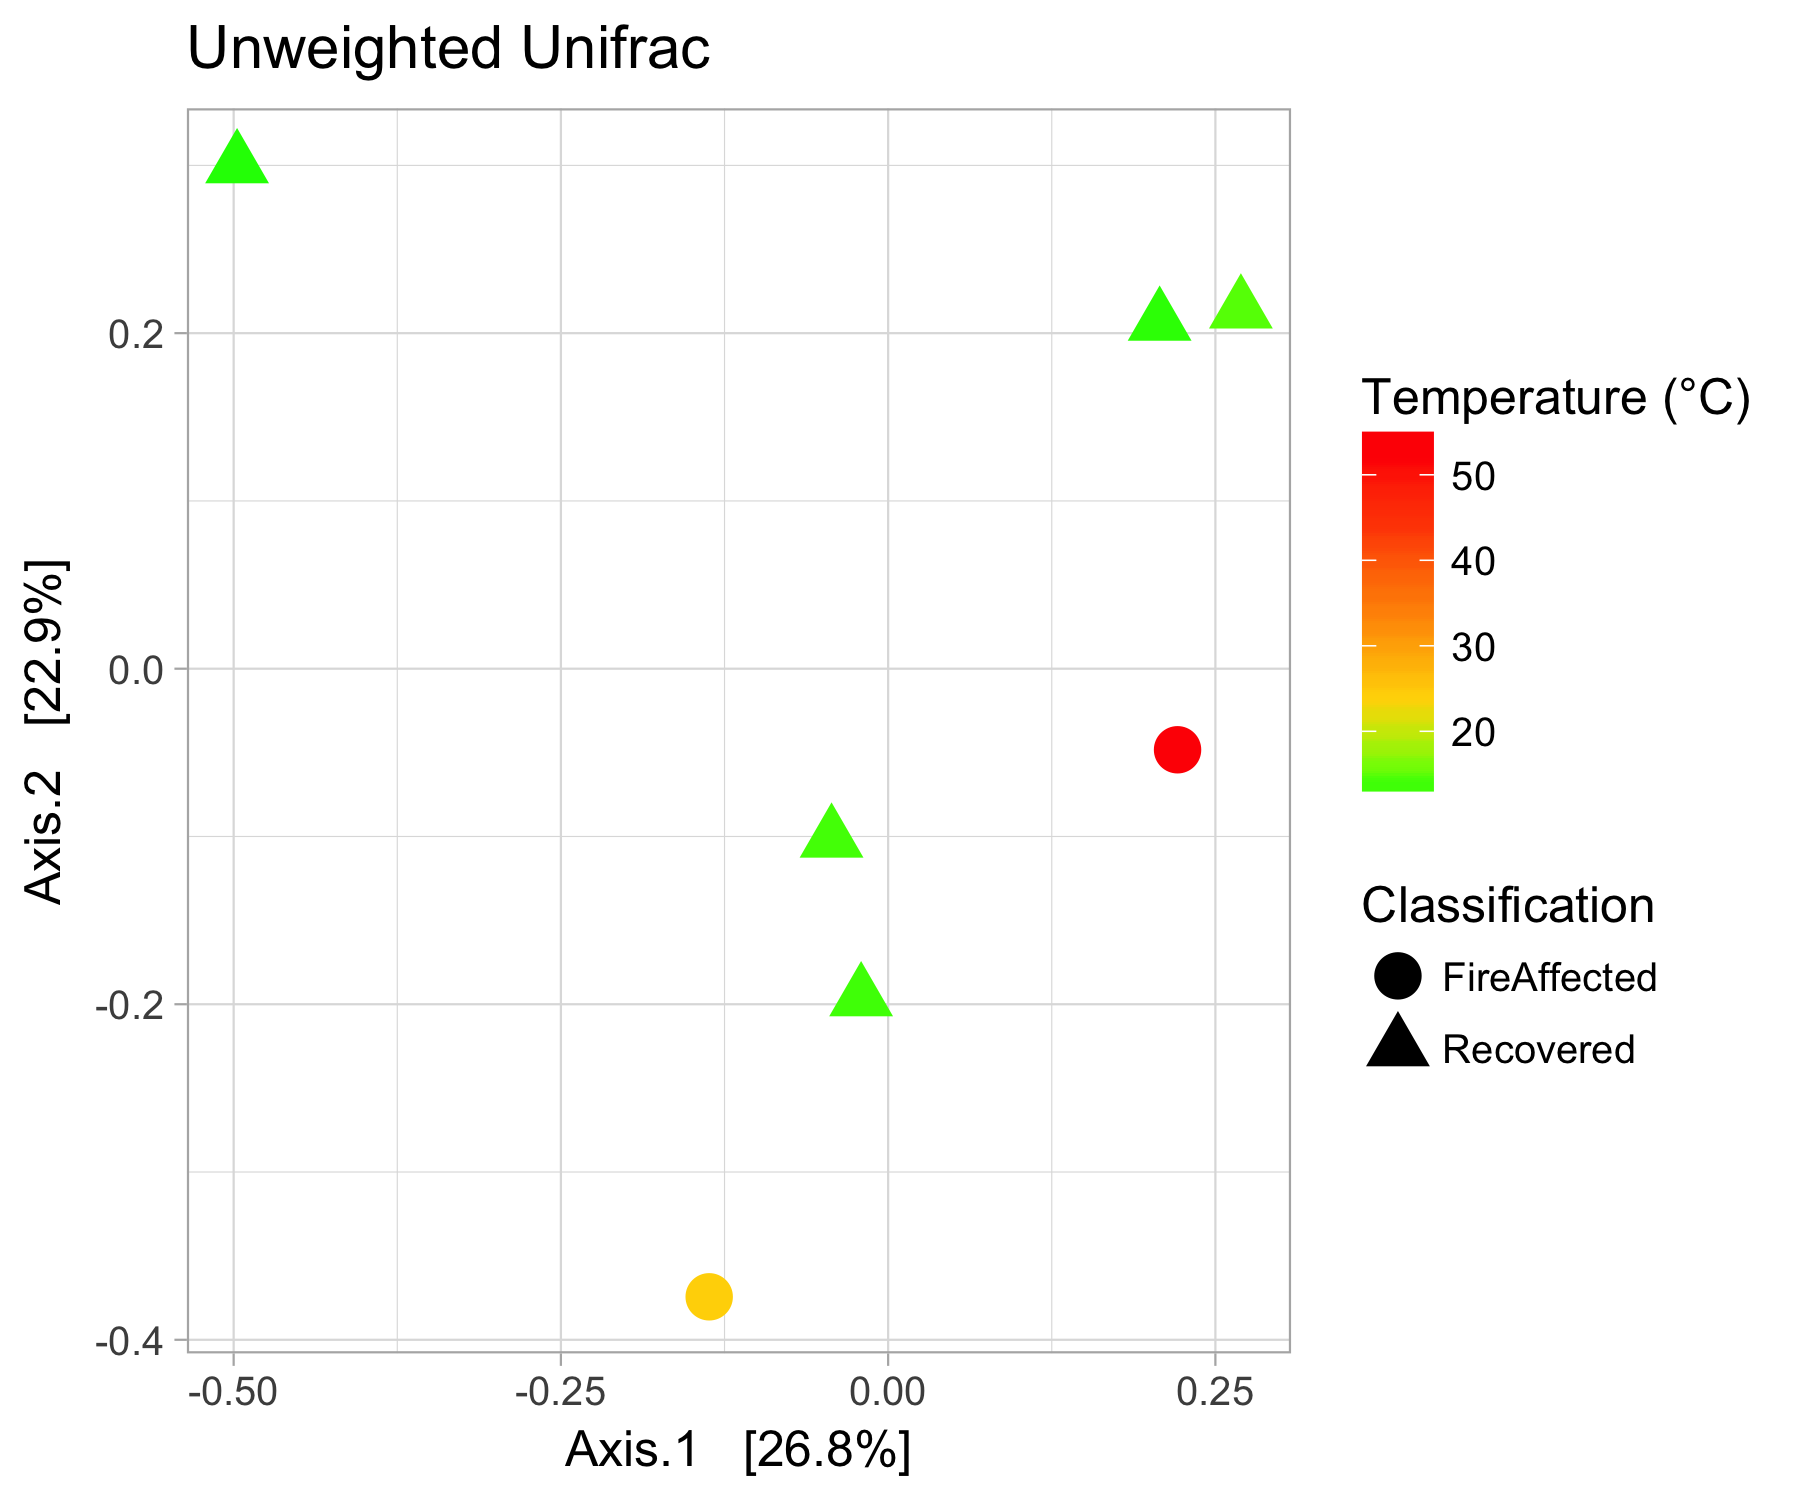 Unweighted Unifrac
0.2
0.0
-0.2
-0.4
Axis.2 [22.9%]
-0.50 -0.25 0.00 0.25
Axis.1 [26.8%]
Temperature (°C)
50
40
30
20
Classification
FireAffected
Recovered